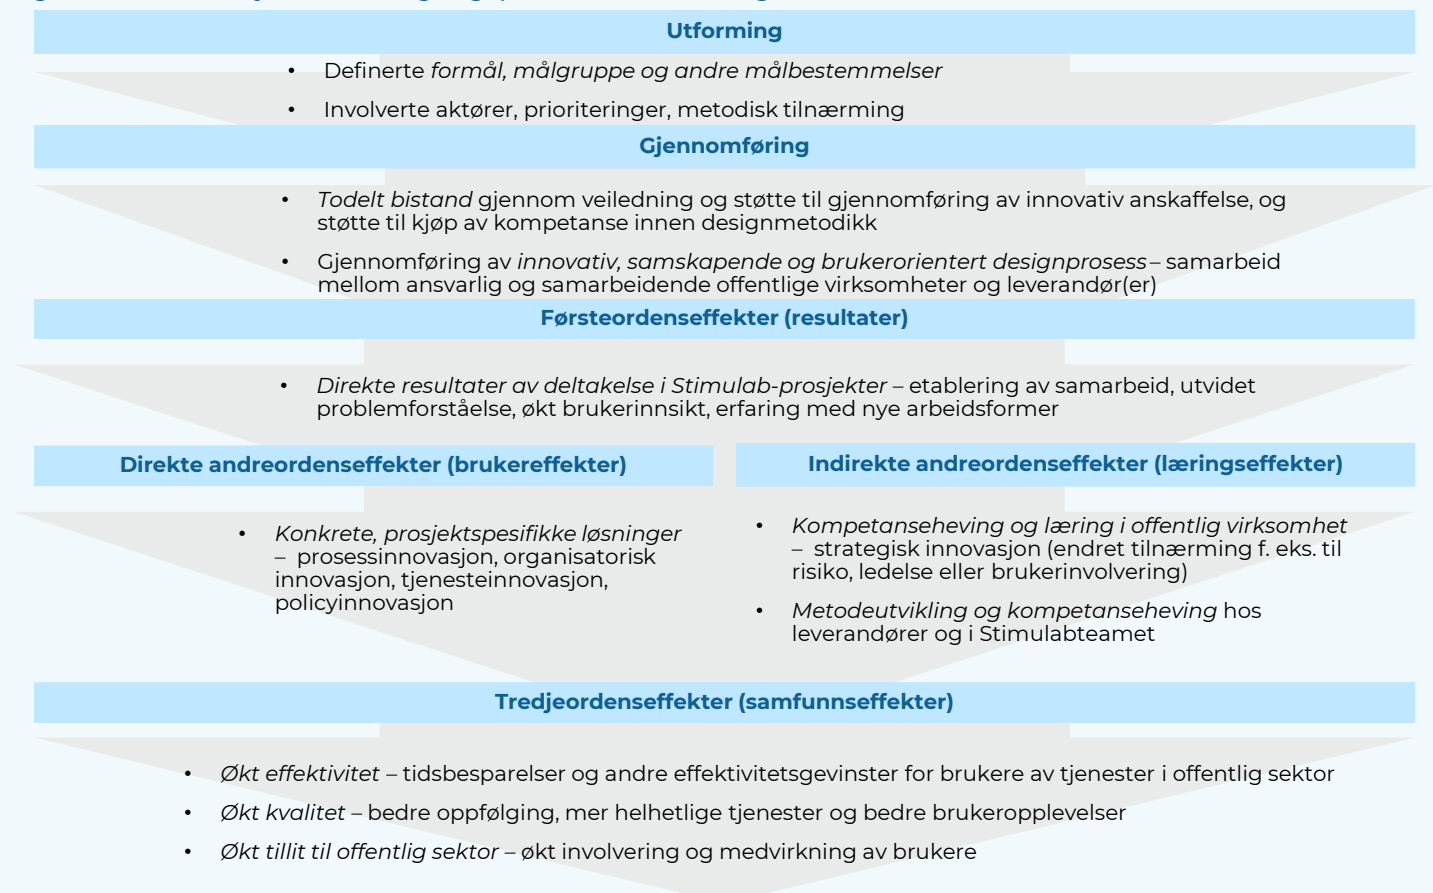 Utforming
• Definerte formål, målgruppe og andre målbestemmelser
• Involverte aktører, prioriteringer, metodisk tilnærming
Gjennomføring
• Todelt bistand gjennom veiledning og støtte til gjennomføring av innovativ anskaffelse, og
støtte til kjøp av kompetanse innen designmetodikk
• Gjennomføring av innovativ, samskapende og brukerorientert designprosess – samarbeid
mellom ansvarlig og samarbeidende offentlige virksomheter og leverandør(er)
Førsteordenseffekter (resultater)
• Direkte resultater av deltakelse i Stimulab-prosjekter – etablering av samarbeid, utvidet
problemforståelse, økt brukerinnsikt, erfaring med nye arbeidsformer
Direkte andreordenseffekter (brukereffekter)
• Konkrete, prosjektspesifikke løsninger
– prosessinnovasjon, organisatorisk
innovasjon, tjenesteinnovasjon,
policyinnovasjon
Indirekte andreordenseffekter (læringseffekter)
• Kompetanseheving og læring i offentlig virksomhet
– strategisk innovasjon (endret tilnærming f. eks. til
risiko, ledelse eller brukerinvolvering)
• Metodeutvikling og kompetanseheving hos
leverandører og i Stimulabteamet
Tredjeordenseffekter (samfunnseffekter)
• Økt effektivitet – tidsbesparelser og andre effektivitetsgevinster for brukere av tjenester i offentlig sektor
• Økt kvalitet – bedre oppfølging, mer helhetlige tjenester og bedre brukeropplevelser
• Økt tillit til offentlig sektor – økt involvering og medvirkning av brukere